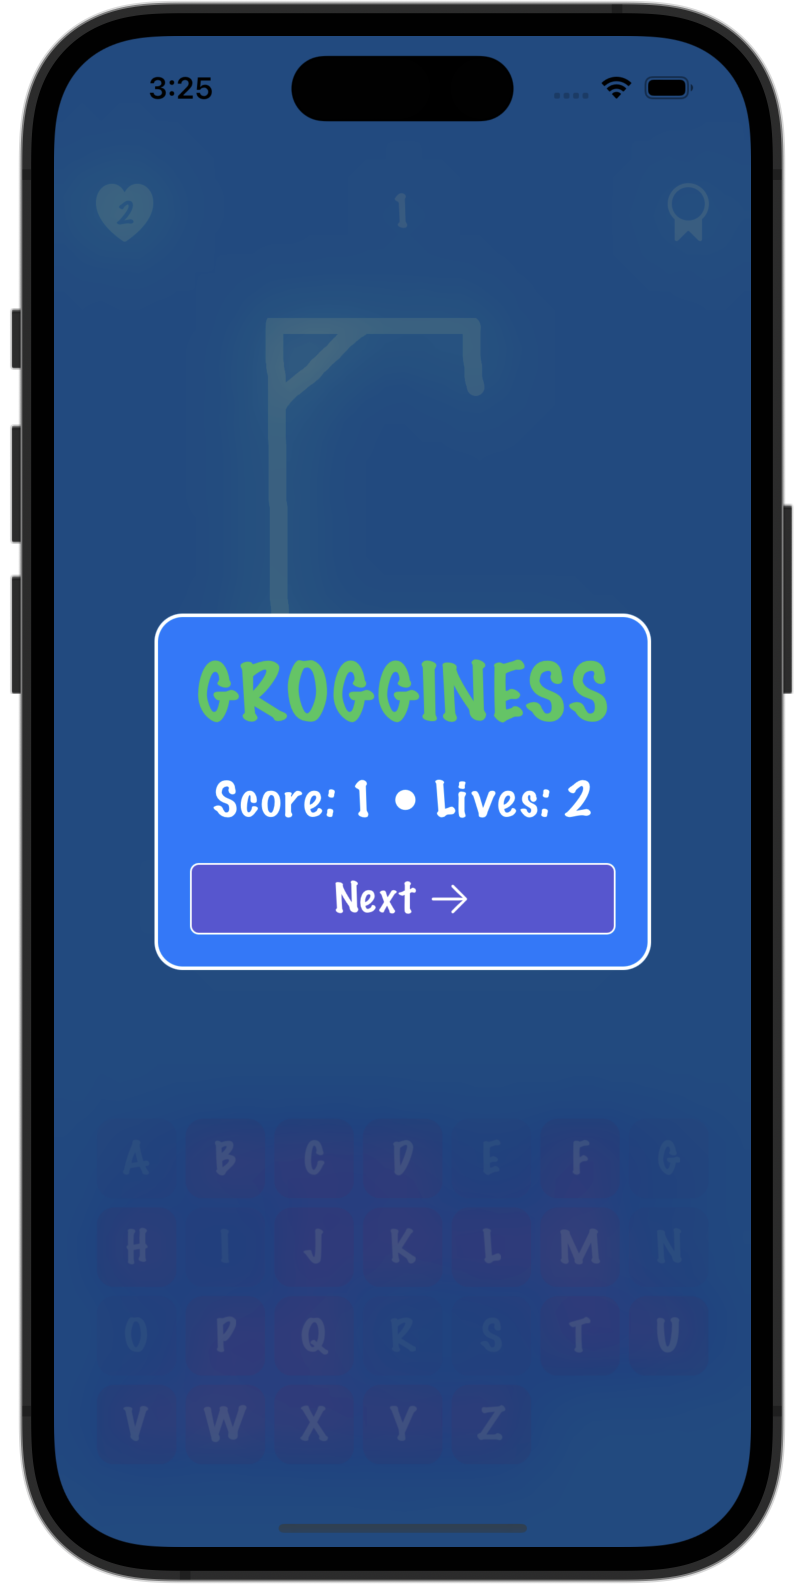 3:25
2 1
GROGGINESS
Score: 1 • Lives: 2
Next →
A B C D E F G
H I J K L M N
O P Q R S T U
V W X Y Z